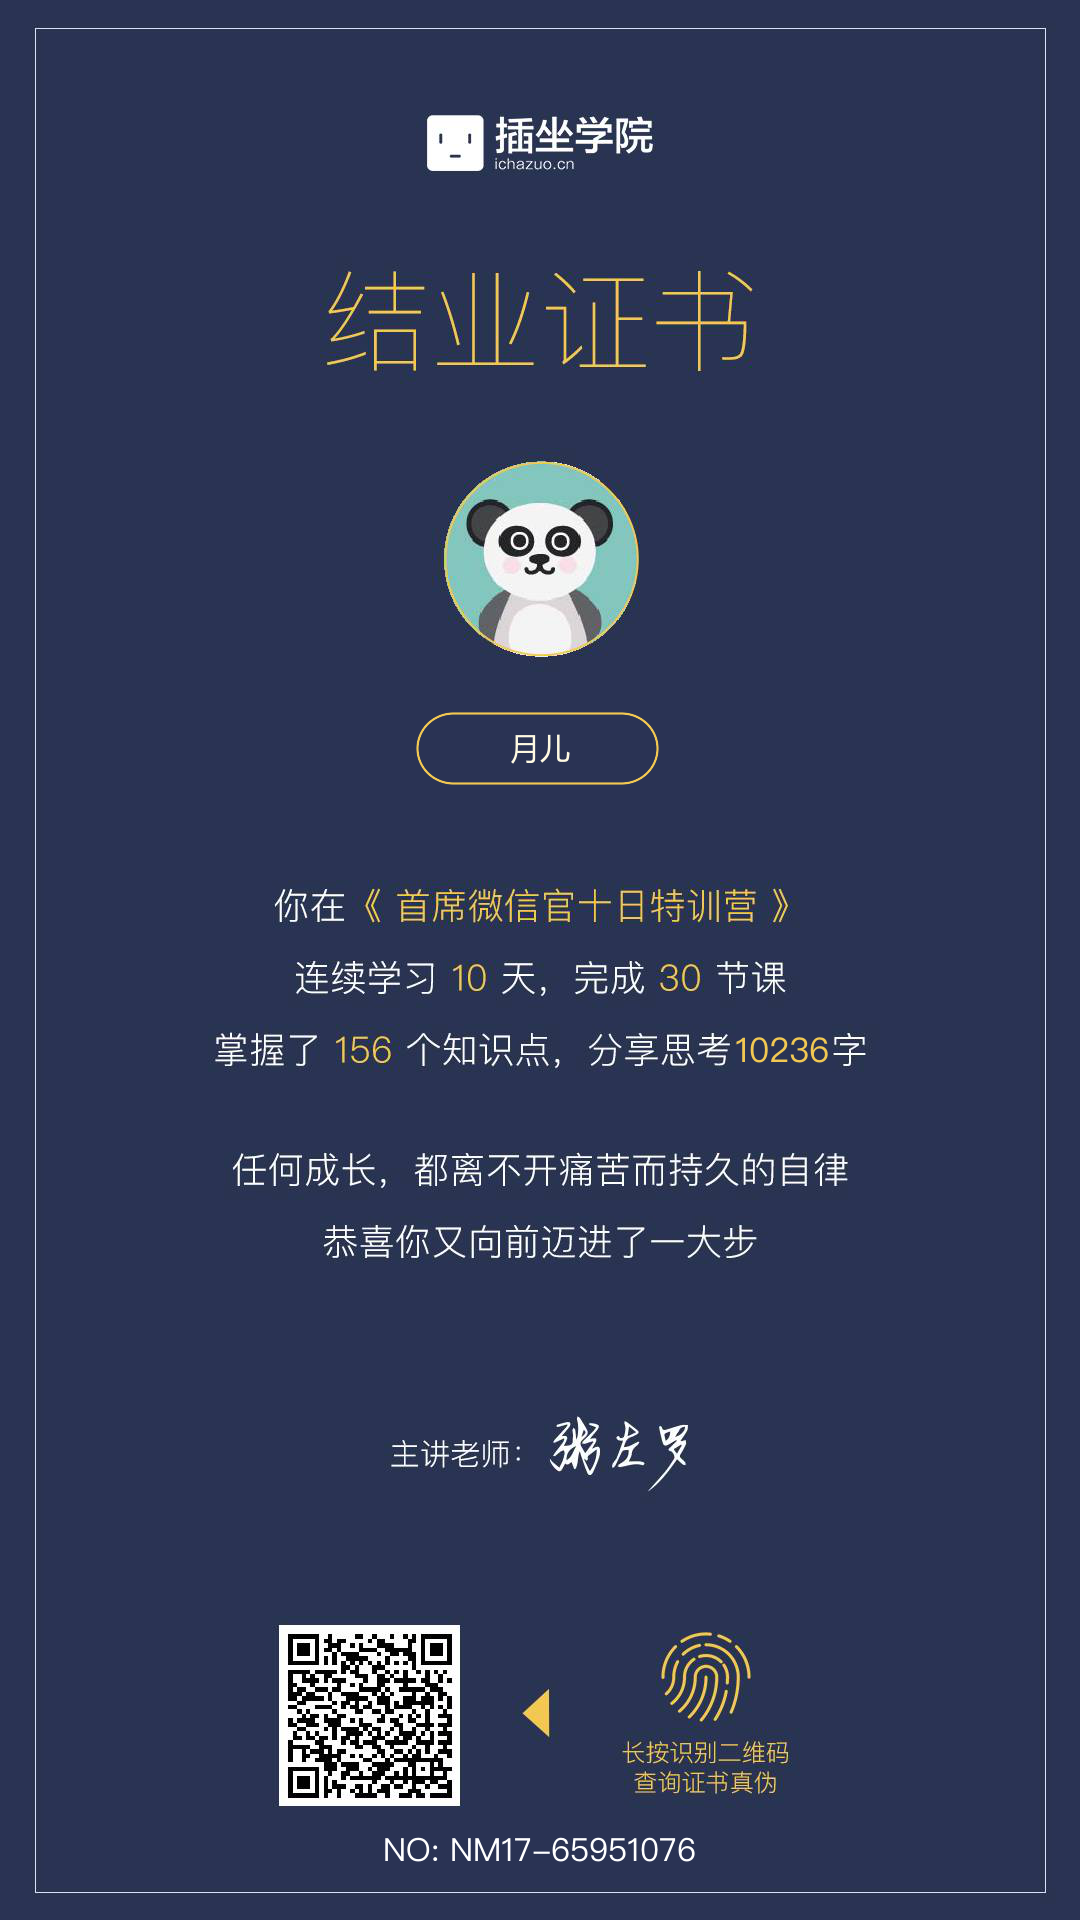 插坐学院
ichazuo.cn
结业证书
月儿
你在《 首席微信官十日特训营 》
连续学习 10 天，完成 30 节课
掌握了 156 个知识点，分享思考10236字
任何成长，都离不开痛苦而持久的自律
恭喜你又向前迈进了一大步
主讲老师：粥左罗
长按识别二维码
查询证书真伪
NO: NM17-65951076